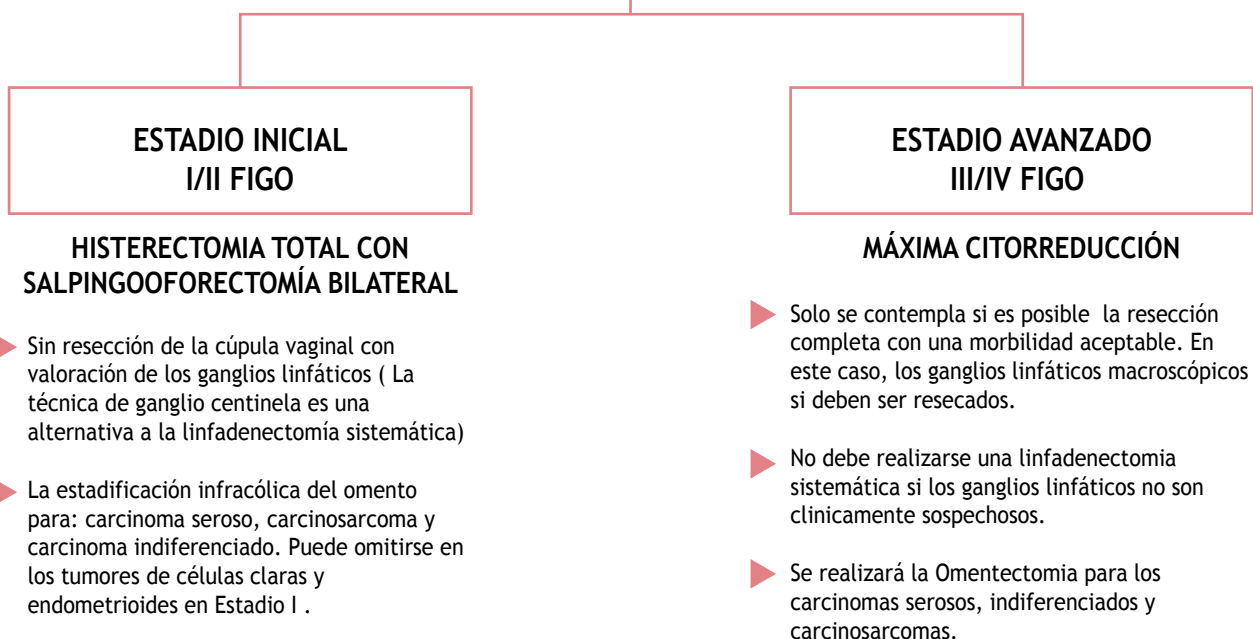 ESTADIO INICIAL
I/II FIGO
HISTERECTOMIA TOTAL CON
SALPINGOOFORECTOMÍA BILATERAL
Sin resección de la cúpula vaginal con
valoración de los ganglios linfáticos ( La
técnica de ganglio centinela es una
alternativa a la linfadenectomía sistemática)
La estadificación infracólica del omento
para: carcinoma seroso, carcinosarcoma y
carcinoma indiferenciado. Puede omitirse en
los tumores de células claras y
endometrioides en Estadio I .
ESTADIO AVANZADO
III/IV FIGO
MÁXIMA CITORREDUCCIÓN
Solo se contempla si es posible la resección
completa con una morbilidad aceptable. En
este caso, los ganglios linfáticos macroscópicos
si deben ser resecados.
No debe realizarse una linfadenectomia
sistemática si los ganglios linfáticos no son
clinicamente sospechosos.
Se realizará la Omentectomia para los
carcinomas serosos, indiferenciados y
carcinosarcomas.